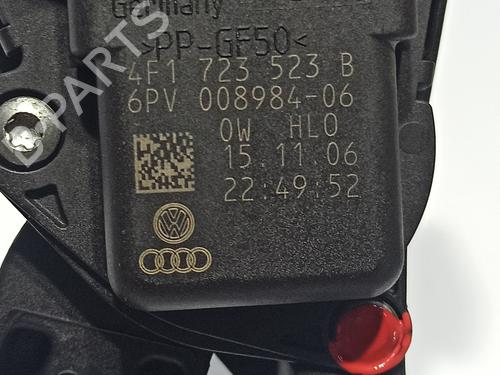 Germany
>PP-GF50<
4F1 723 523 B
6PV 008984-06
0W HLO
15.11.06
22:49:52